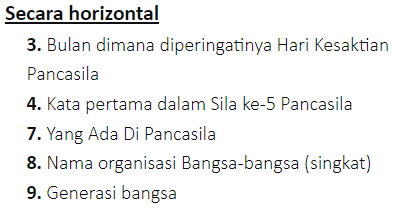 Secara horizontal
3. Bulan dimana diperingatinya Hari Kesaktian
Pancasila
4. Kata pertama dalam Sila ke-5 Pancasila
7. Yang Ada Di Pancasila
8. Nama organisasi Bangsa-bangsa (singkat)
9. Generasi bangsa